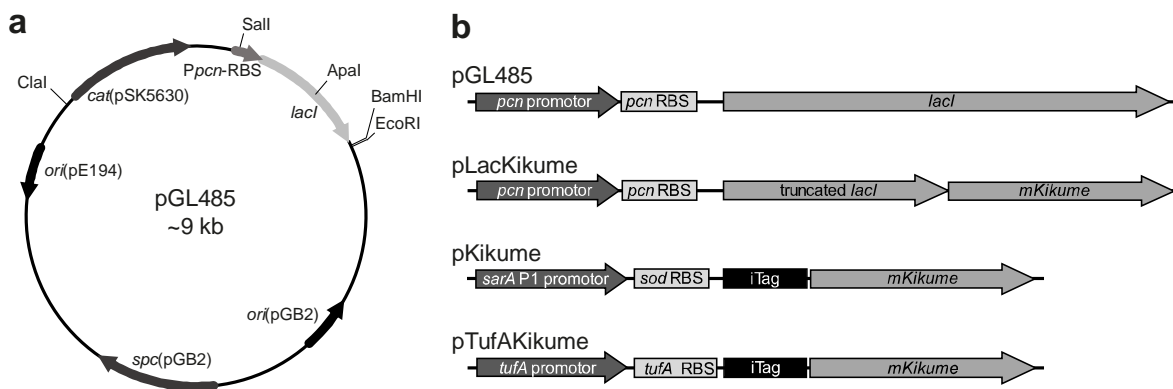 a
SalI
Ppcn-RBS
ClaI
cat(pSK5630)
ApaI
lacI
BamHI
EcoRI
ori(pE194)
pGL485
~9 kb
ori(pGB2)
spc(pGB2)
b
pGL485
pcn promotor pcn RBS lacI
pLacKikume
pcn promotor pcn RBS truncated lacI mKikume
pKikume
sarA P1 promotor sod RBS iTag mKikume
pTufAKikume
tufA promotor tufA RBS iTag mKikume